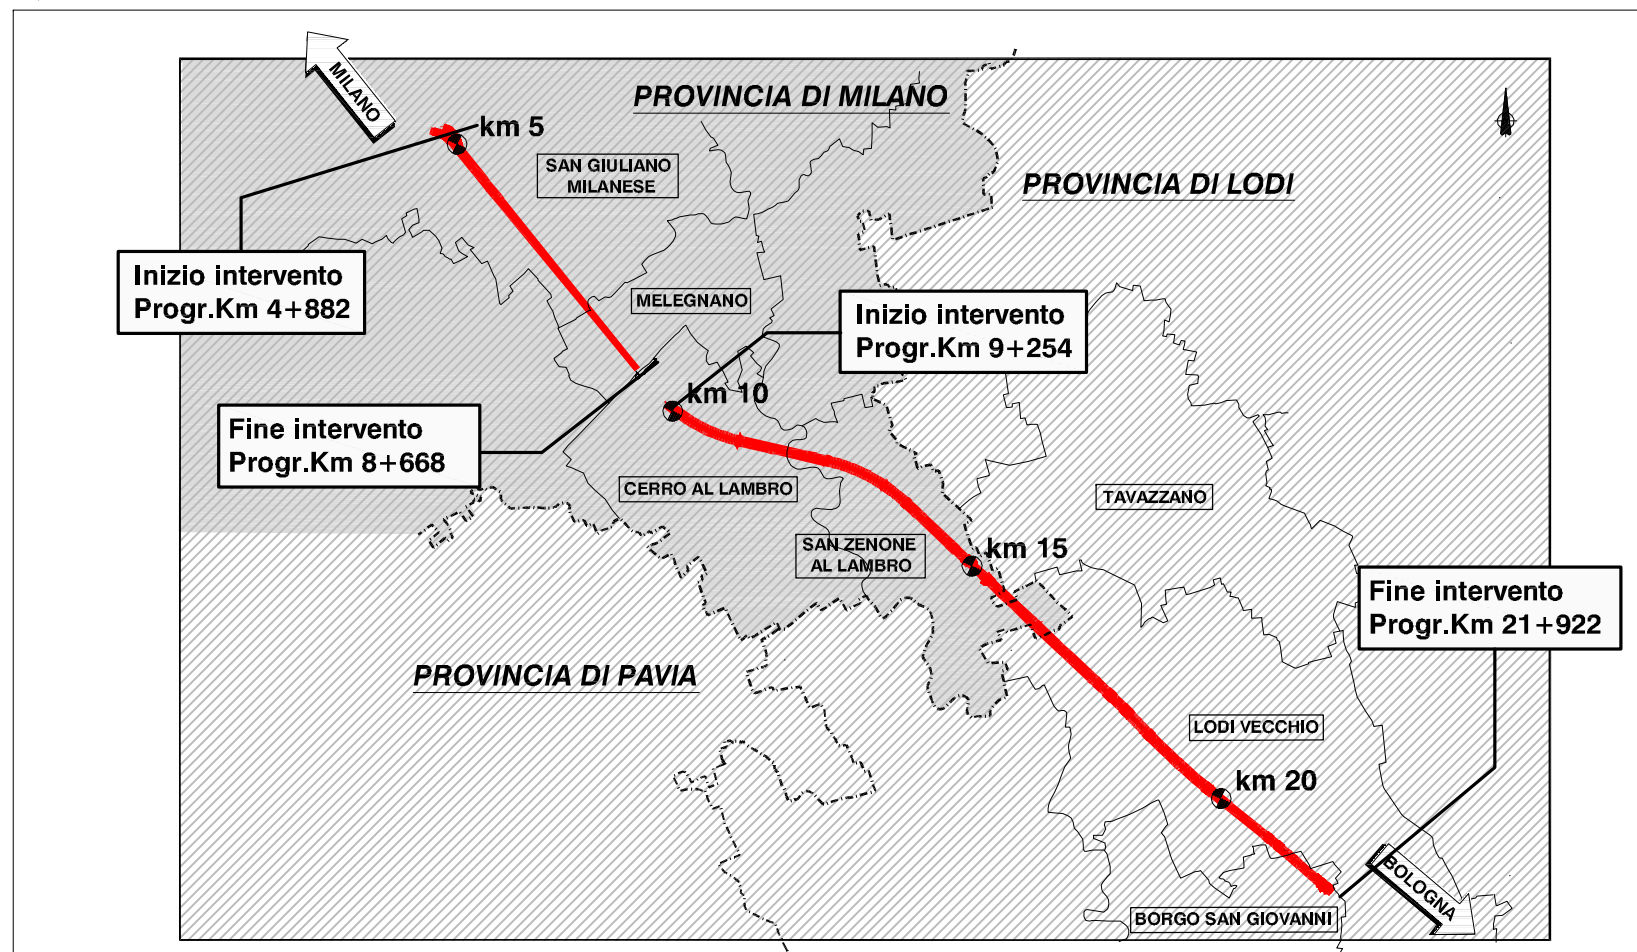 MILANO
PROVINCIA DI MILANO
km 5
SAN GIULIANO
MILANESE
PROVINCIA DI LODI
Inizio intervento
Progr.Km 4+882
MELEGNANO
Inizio intervento
Progr.Km 9+254
km 10
Fine intervento
Progr.Km 8+668
CERRO AL LAMBRO
TAVAZZANO
SAN ZENONE
AL LAMBRO
km 15
Fine intervento
Progr.Km 21+922
PROVINCIA DI PAVIA
LODI VECCHIO
km 20
BOLOGNA
BORGO SAN GIOVANNI